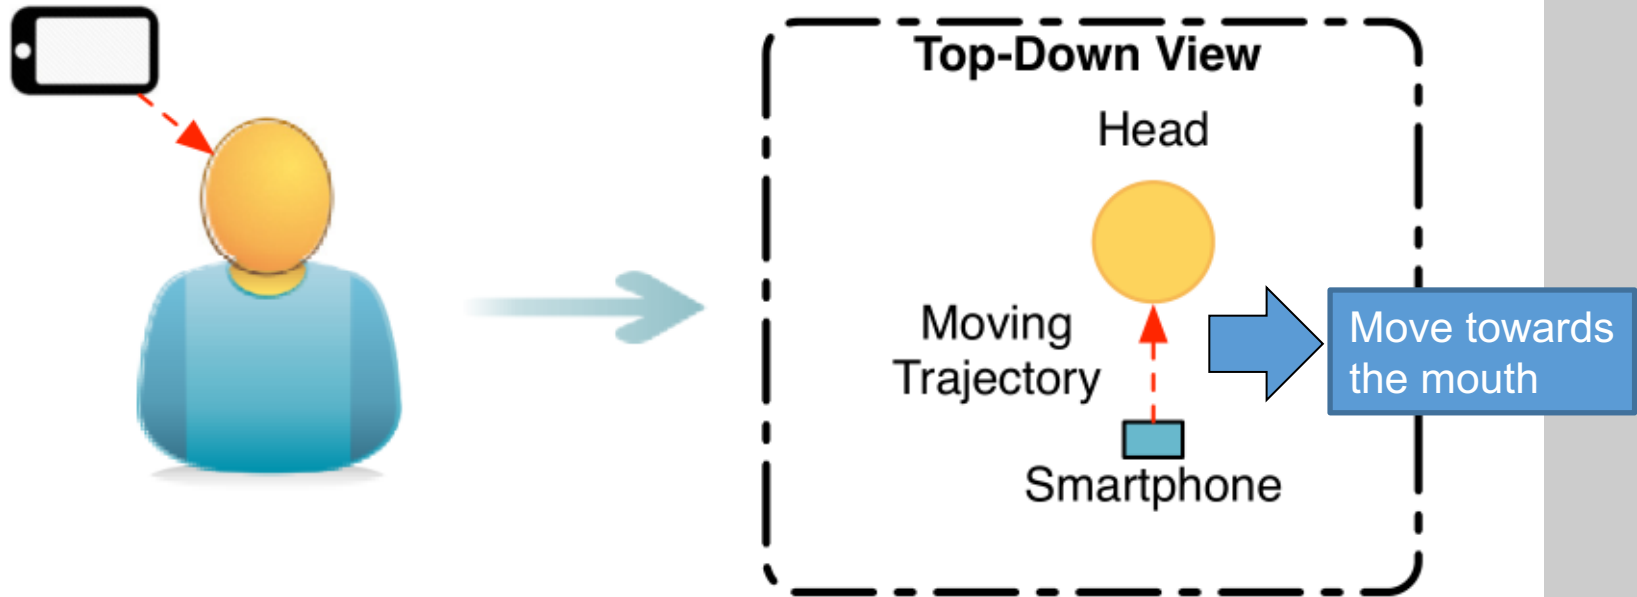 Top-Down View
Head
Moving
Trajectory
Move towards
the mouth
Smartphone